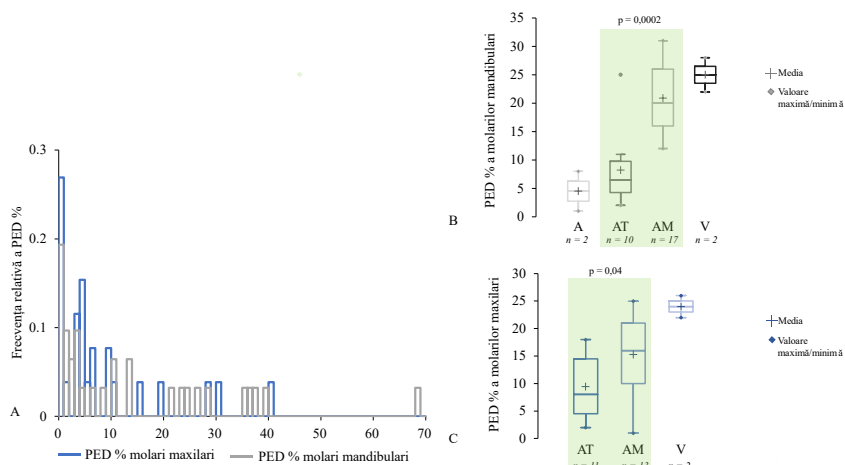 0.3
0.2
0.1
0
Frecvența relativă a PED %
0 10 20 30 40 50 60 70
PED % molari maxilari
PED % molari mandibulari
A
p = 0,0002
35
30
25
20
15
10
5
0
PED % a molarilor mandibulari
A AT AM V
n = 2 n = 10 n = 17 n = 2
Media
Valoare
maximă/minimă
B
p = 0,04
30
25
20
15
10
5
0
PED % a molarilor maxilari
AT AM V
Media
Valoare
maximă/minimă
C